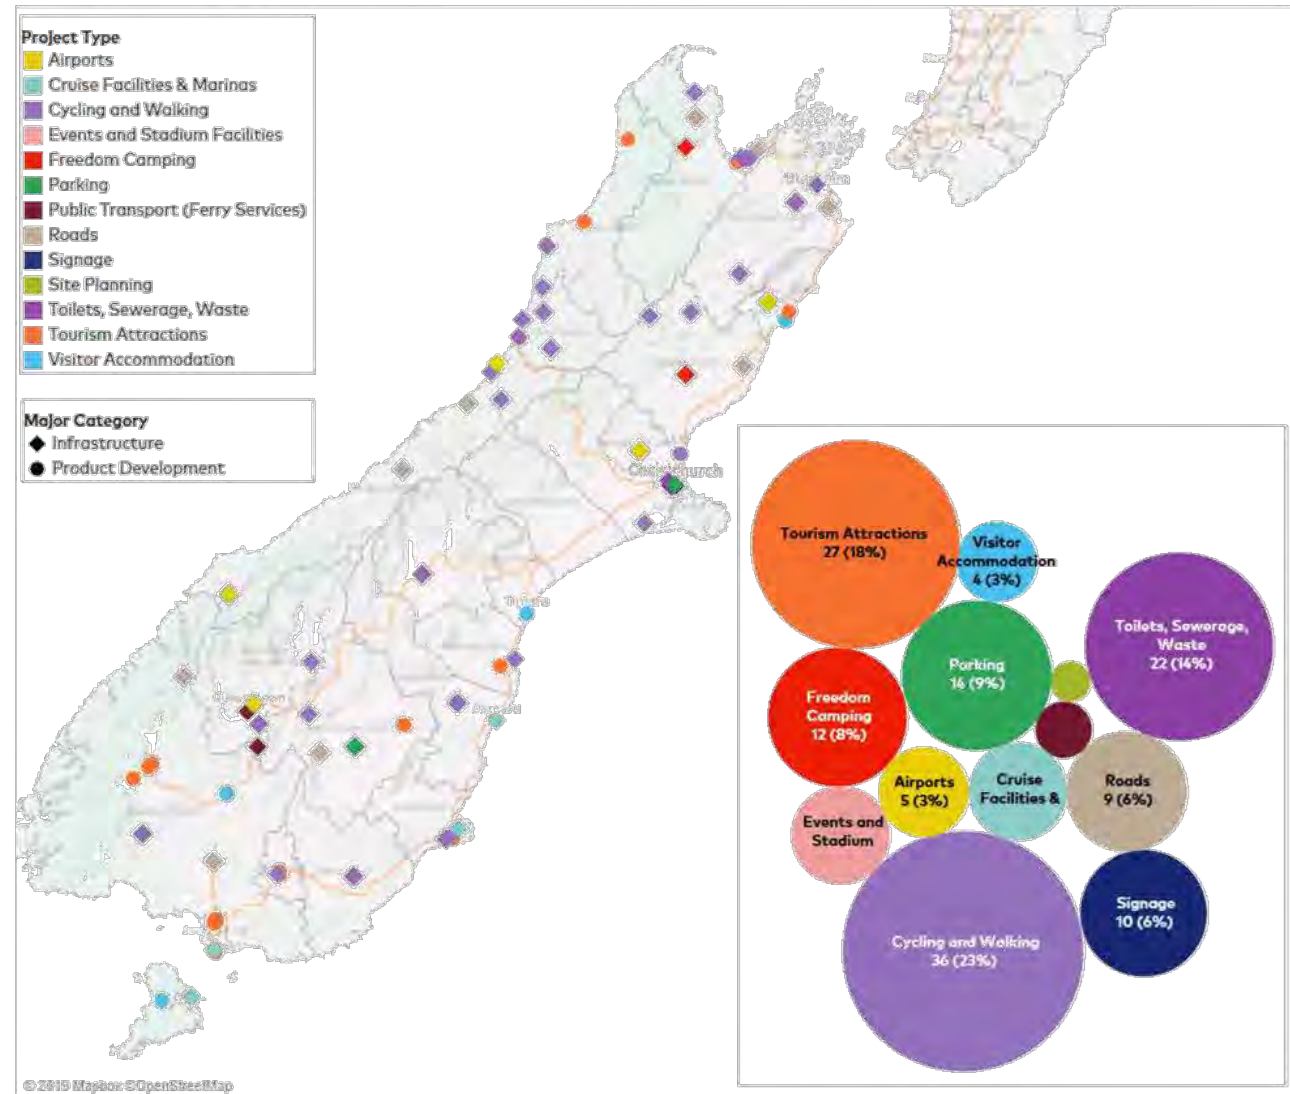 Project Type
Airports
Cruise Facilities & Marinas
Cycling and Walking
Events and Stadium Facilities
Freedom Camping
Parking
Public Transport (Ferry Services)
Roads
Signage
Site Planning
Toilets, Sewerage, Waste
Tourism Attractions
Visitor Accommodation
Major Category
Infrastructure
Product Development
Christchurch
Tourism Attractions
27 (18%)
Visitor
Accommodation
4 (3%)
Toilets, Sewerage,
Waste
22 (14%)
Parking
14 (9%)
Freedom
Camping
12 (8%)
Airports
5 (3%)
Cruise
Facilities &
Roads
9 (6%)
Events and
Stadium
Signage
10 (6%)
Cycling and Walking
36 (23%)
© 2019 Mapbox © OpenStreetMap